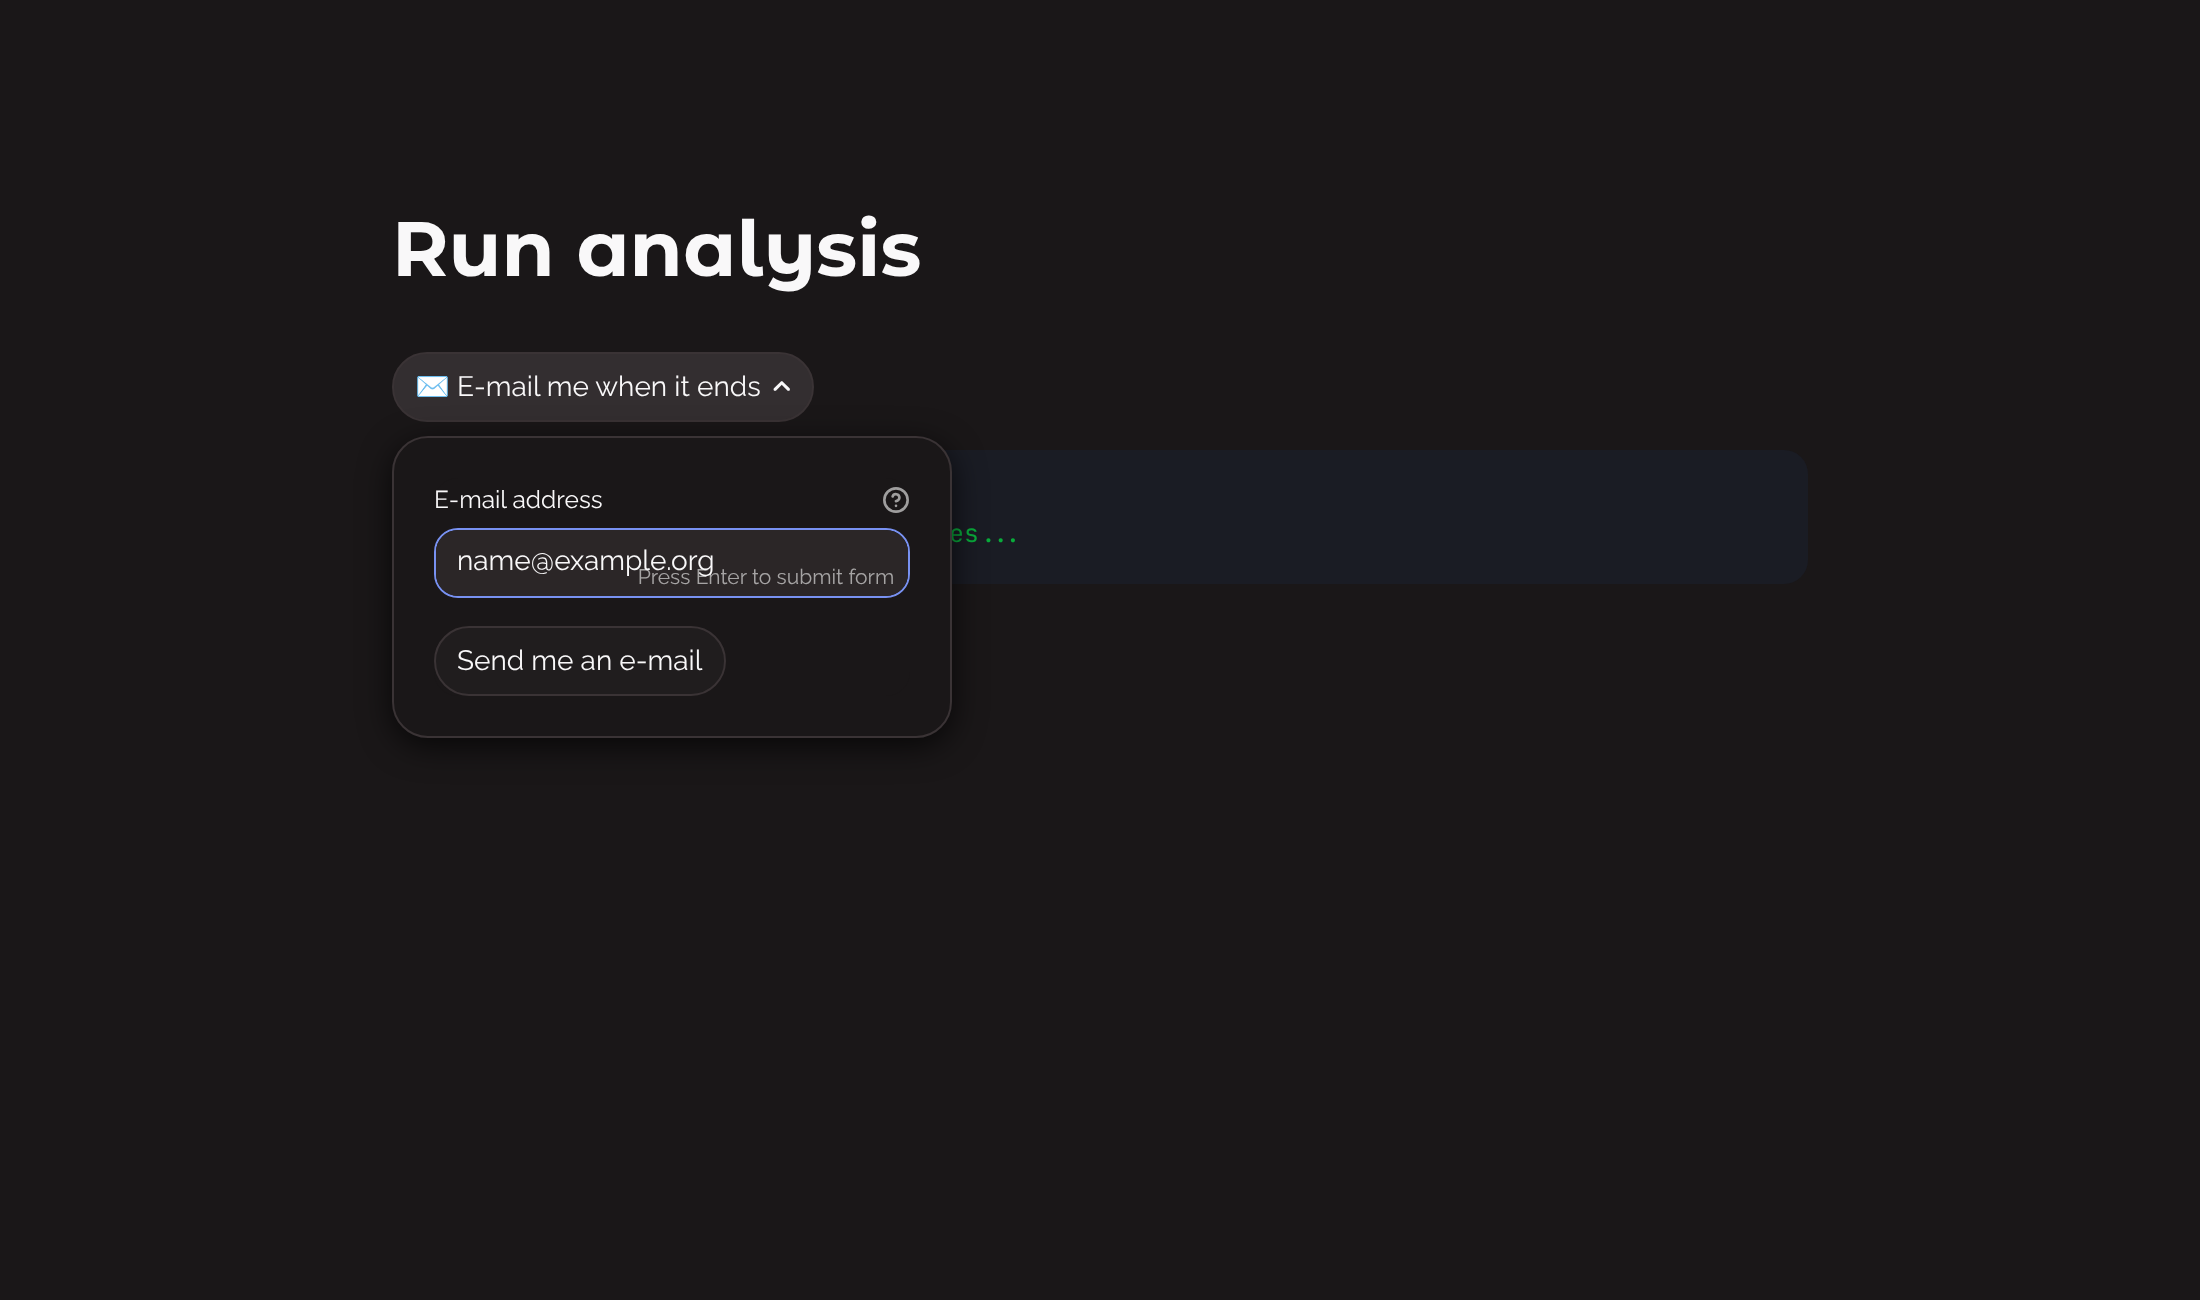 Run analysis
✉️ E-mail me when it ends
E-mail address
name@example.org
Press Enter to submit form
es...
Send me an e-mail